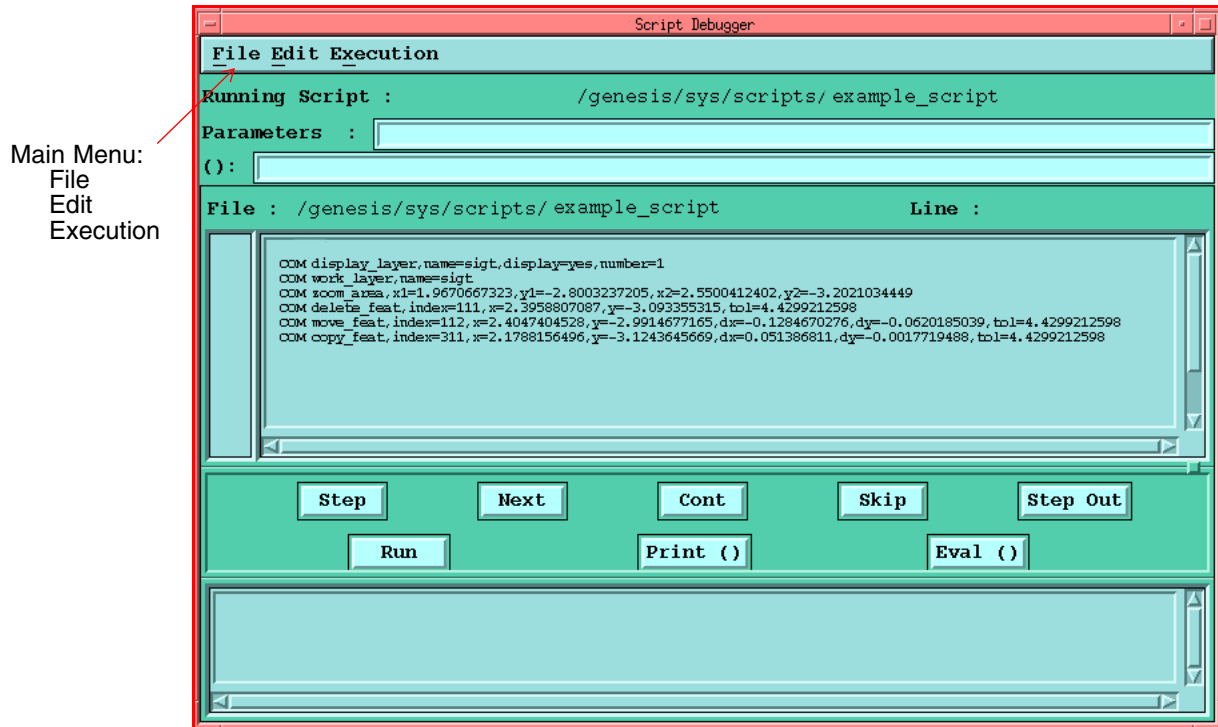 Script Debugger
File Edit Execution
Running Script : /genesis/sys/scripts/ example_script
Parameters :
():
Main Menu:
File
Edit
Execution
File : /genesis/sys/scripts/ example_script Line :
COM display_layer,name=sigt,display=yes,number=1
COM work_layer,name=sigt
COM zoom_area,x1=1.9670667323,y1=-2.8003237205,x2=2.5500412402,y2=-3.2021034449
COM delete_feat,index=111,x=2.3958807087,y=-3.093355315,tol=4.4299212598
COM move_feat,index=112,x=2.4047404528,y=-2.9914677165,dx=-0.1284670276,dy=-0.0620185039,tol=4.4299212598
COM copy_feat,index=311,x=2.1788156496,y=-3.1243645669,dx=0.051386811,dy=-0.0017719488,tol=4.4299212598
Step Next Cont Skip Step Out
Run Print () Eval ()